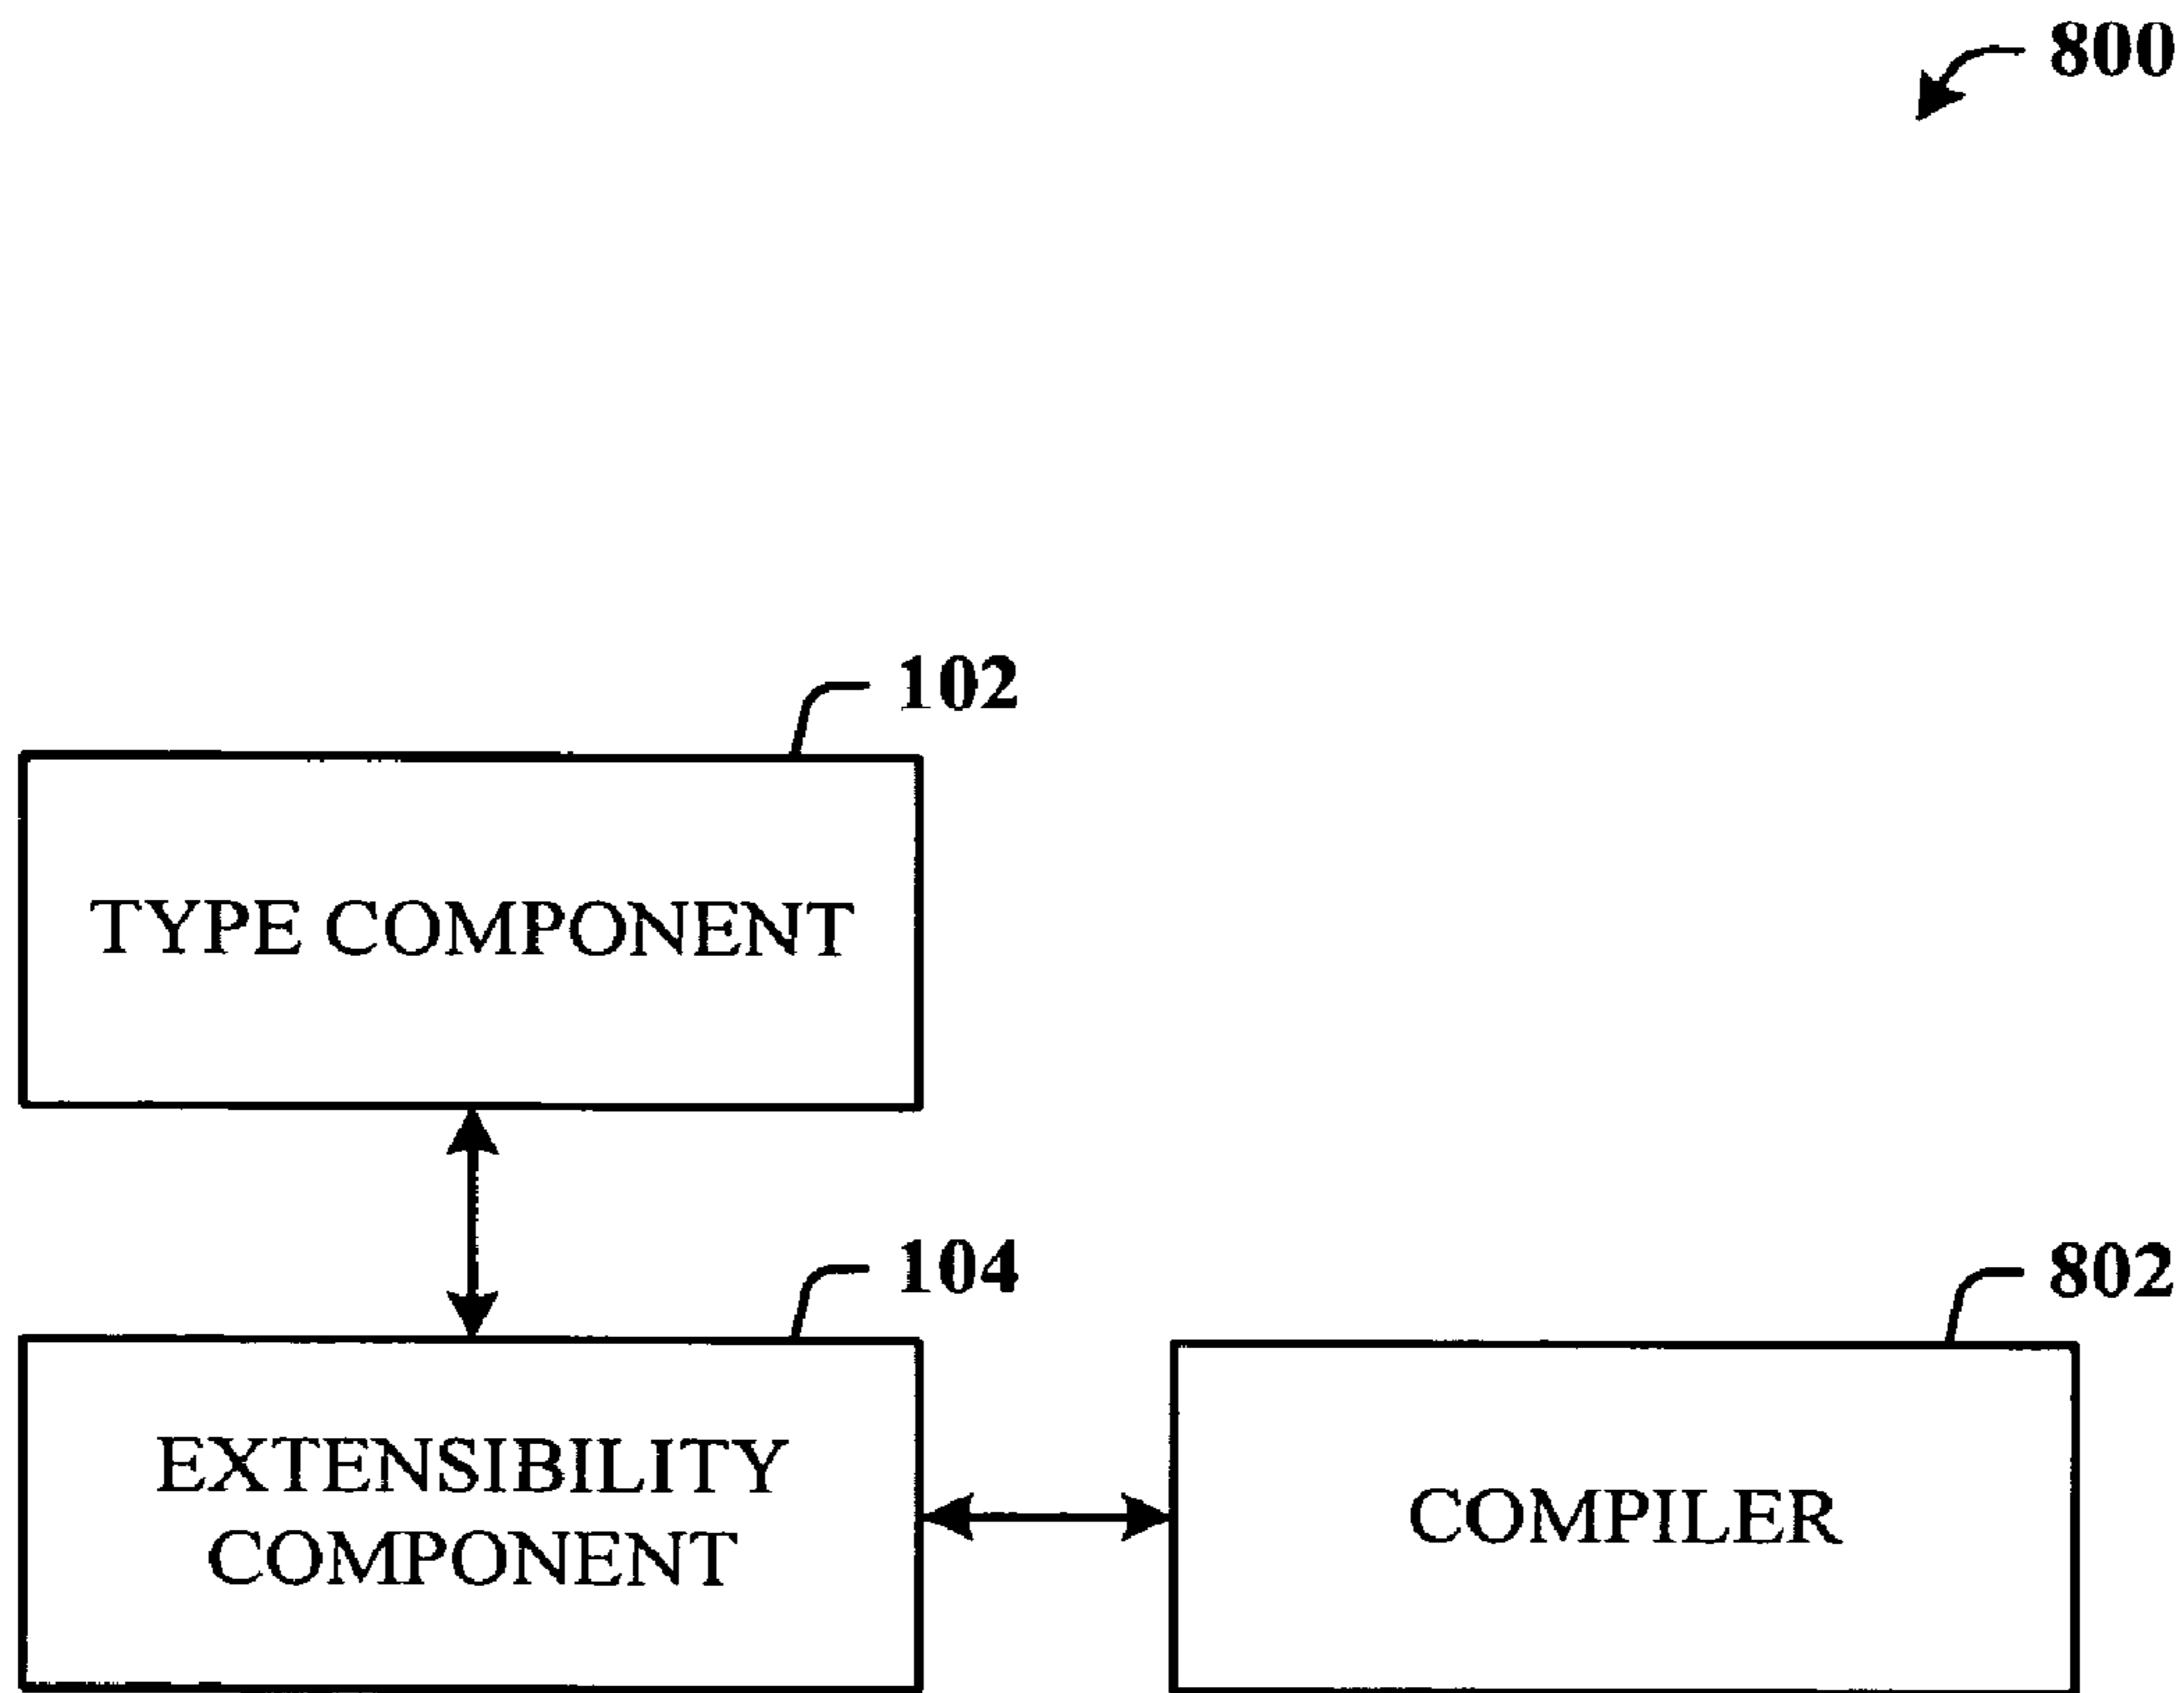 800
102
TYPE COMPONENT
104
802
EXTENSIBILITY
COMPONENT
COMPILER